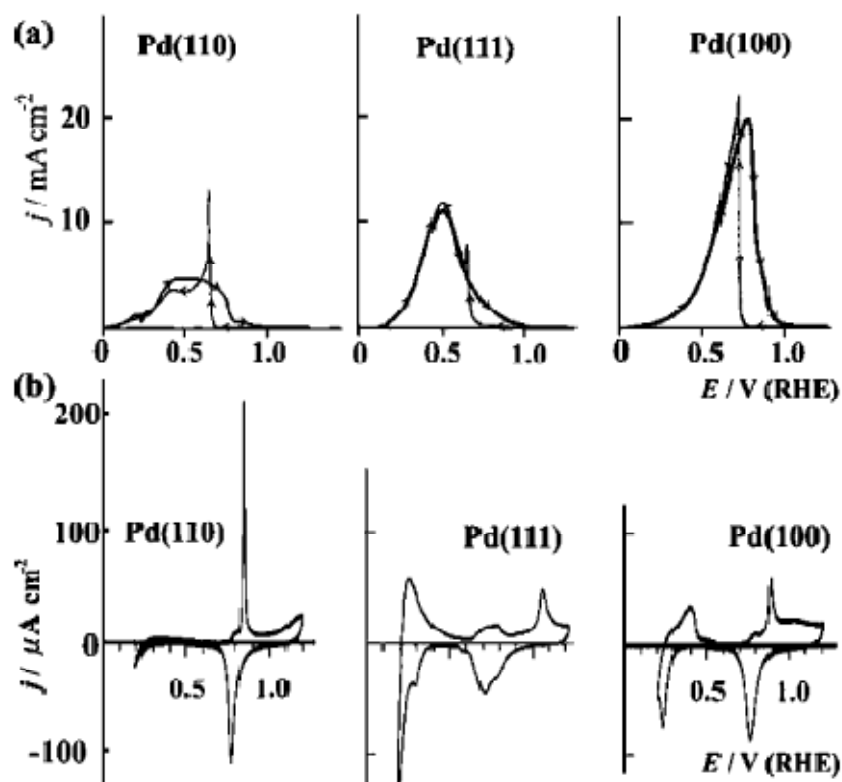 (a)
Pd(110)
Pd(111)
Pd(100)
j / mA cm⁻²
20
10
0 0.5 1.0
0 0.5 1.0
0 0.5 1.0
E / V (RHE)
(b)
200
100
0
-100
j / μA cm⁻²
Pd(110)
Pd(111)
Pd(100)
0.5 1.0
0.5 1.0
E / V (RHE)